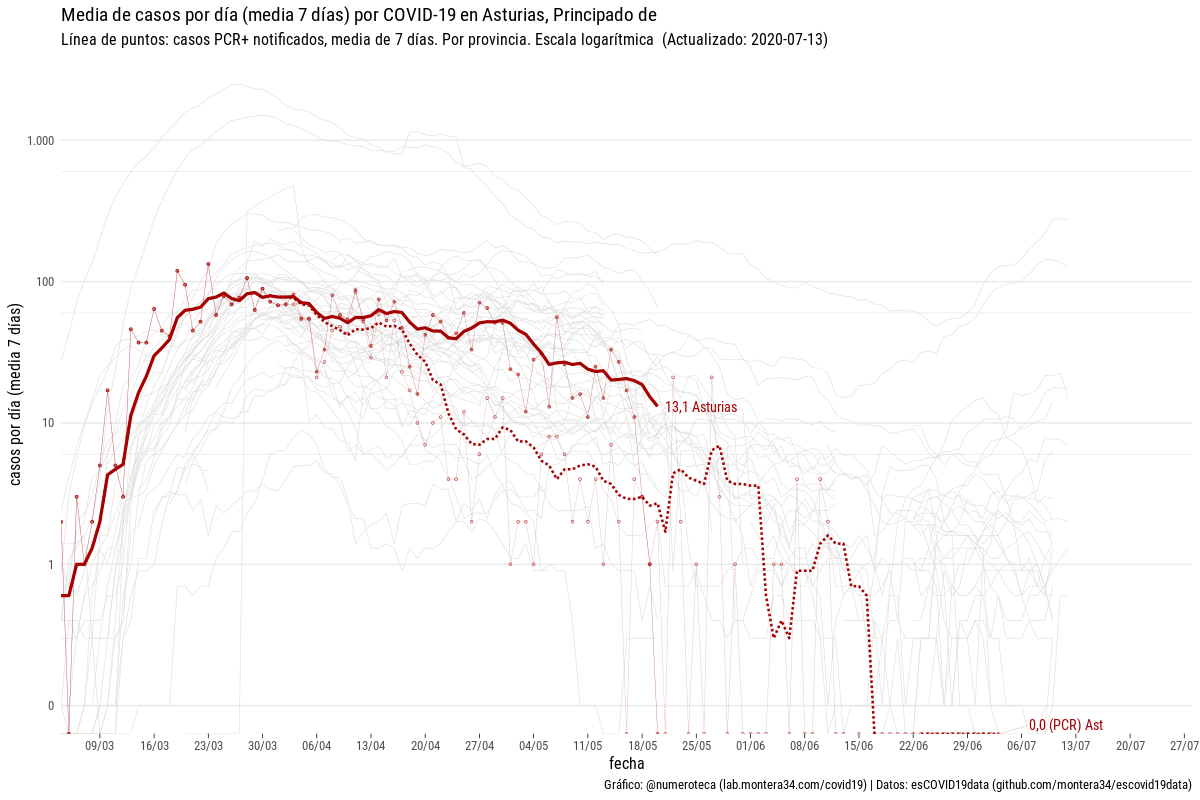 Media de casos por día (media 7 días) por COVID-19 en Asturias, Principado de
Línea de puntos: casos PCR+ notificados, media de 7 días. Por provincia. Escala logarítmica (Actualizado: 2020-07-13)
casos por día (media 7 días)
1.000
100
10
1
0
13,1 Asturias
0,0 (PCR) Ast
09/03 16/03 23/03 30/03 06/04 13/04 20/04 27/04 04/05 11/05 18/05 25/05 01/06 08/06 15/06 22/06 29/06 06/07 13/07 20/07 27/07
fecha
Gráfico: @numeroteca (lab.montera34.com/covid19) | Datos: esCOVID19data (github.com/montera34/escovid19data)